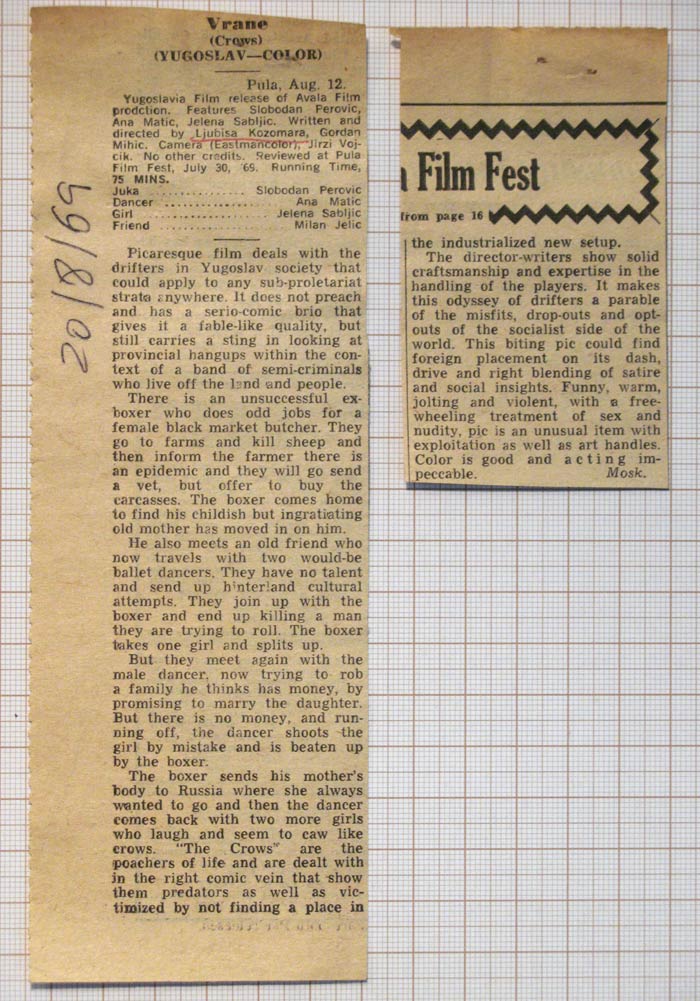 20/8/69
Vrane
(Crows)
(YUGOSLAV—COLOR)
Pula, Aug. 12.
Yugoslavia Film release of Avala Film
prodction. Features Slobodan Perovic,
Ana Matic, Jelena Sabljic. Written and
directed by Ljubisa Kozomara, Gordan
Mihic. Camera (Eastmancolor), Jirzi Voj-
cik. No other credits. Reviewed at Pula
Film Fest, July 30, '69. Running Time,
75 MINS.
Juka ............... Slobodan Perovic
Dancer ................. Ana Matic
Girl .................. Jelena Sabljic
Friend ................. Milan Jelic
Picaresque film deals with the
drifters in Yugoslav society that
could apply to any sub-proletariat
strata anywhere. It does not preach
and has a serio-comic brio that
gives it a fable-like quality, but
still carries a sting in looking at
provincial hangups within the con-
text of a band of semi-criminals
who live off the land and people.
There is an unsuccessful ex-
boxer who does odd jobs for a
female black market butcher. They
go to farms and kill sheep and
then inform the farmer there is
an epidemic and they will go send
a vet, but offer to buy the
carcasses. The boxer comes home
to find his childish but ingratiating
old mother has moved in on him.
He also meets an old friend who
now travels with two would-be
ballet dancers. They have no talent
and send up hinterland cultural
attempts. They join up with the
boxer and end up killing a man
they are trying to roll. The boxer
takes one girl and splits up.
But they meet again with the
male dancer, now trying to rob
a family he thinks has money, by
promising to marry the daughter.
But there is no money, and run-
ning off, the dancer shoots the
girl by mistake and is beaten up
by the boxer.
The boxer sends his mother's
body to Russia where she always
wanted to go and then the dancer
comes back with two more girls
who laugh and seem to caw like
crows. "The Crows" are the
poachers of life and are dealt with
in the right comic vein that show
them predators as well as vic-
timized by not finding a place in
Film Fest
from page 16
the industrialized new setup.
The director-writers show solid
craftsmanship and expertise in the
handling of the players. It makes
this odyssey of drifters a parable
of the misfits, drop-outs and opt-
outs of the socialist side of the
world. This biting pic could find
foreign placement on its dash,
drive and right blending of satire
and social insights. Funny, warm,
jolting and violent, with a free-
wheeling treatment of sex and
nudity, pic is an unusual item with
exploitation as well as art handles.
Color is good and acting im-
peccable. Mosk.